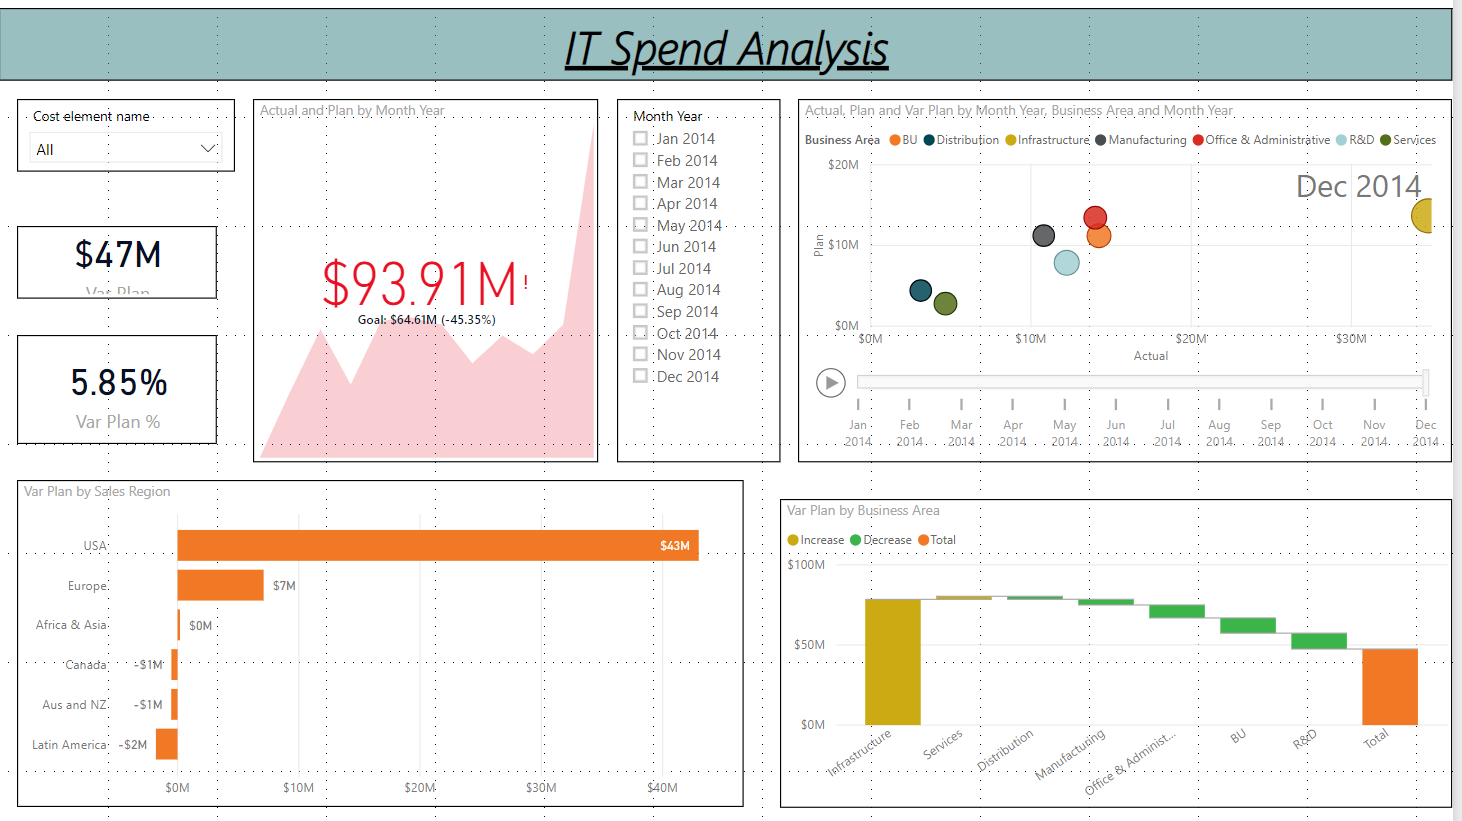 IT Spend Analysis
Cost element name
All
$47M
Var Plan
5.85%
Var Plan %
Actual and Plan by Month Year
$93.91M!
Goal: $64.61M (-45.35%)
Month Year
Jan 2014
Feb 2014
Mar 2014
Apr 2014
May 2014
Jun 2014
Jul 2014
Aug 2014
Sep 2014
Oct 2014
Nov 2014
Dec 2014
Actual, Plan and Var Plan by Month Year, Business Area and Month Year
Business Area BU Distribution Infrastructure Manufacturing Office & Administrative R&D Services
Dec 2014
$20M
$10M
$0M
Plan
$0M $10M $20M $30M
Actual
Jan Feb Mar Apr May Jun Jul Aug Sep Oct Nov Dec
2014 2014 2014 2014 2014 2014 2014 2014 2014 2014 2014 2014
Var Plan by Sales Region
USA $43M
Europe $7M
Africa & Asia $0M
Canada -$1M
Aus and NZ -$1M
Latin America -$2M
$0M $10M $20M $30M $40M
Var Plan by Business Area
Increase Decrease Total
$100M
$50M
$0M
Infrastructure Services Distribution Manufacturing Office & Administ... BU R&D Total